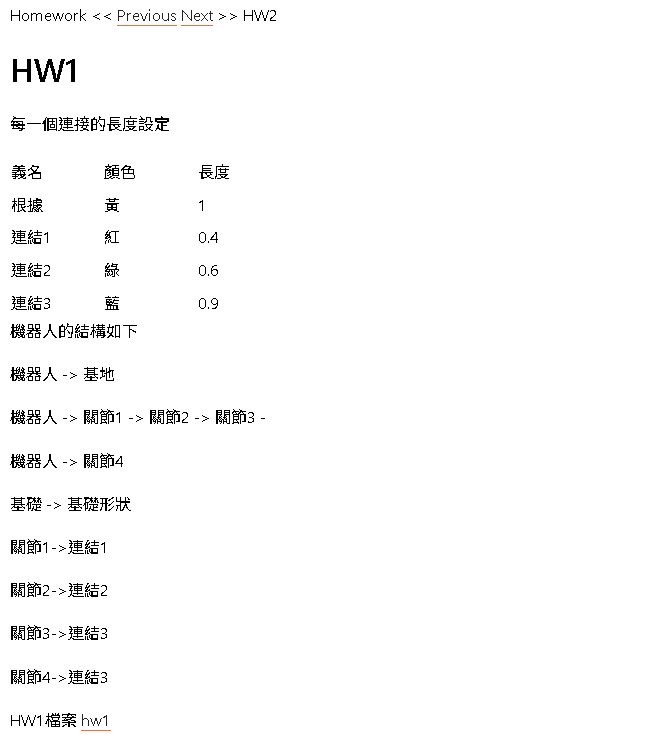 Homework << Previous Next >> HW2
HW1
每一個連接的長度設定
義名 顏色 長度
根據 黃 1
連結1 紅 0.4
連結2 綠 0.6
連結3 藍 0.9
機器人的結構如下
機器人 -> 基地
機器人 -> 關節1 -> 關節2 -> 關節3 -
機器人 -> 關節4
基礎 -> 基礎形狀
關節1->連結1
關節2->連結2
關節3->連結3
關節4->連結3
HW1檔案 hw1